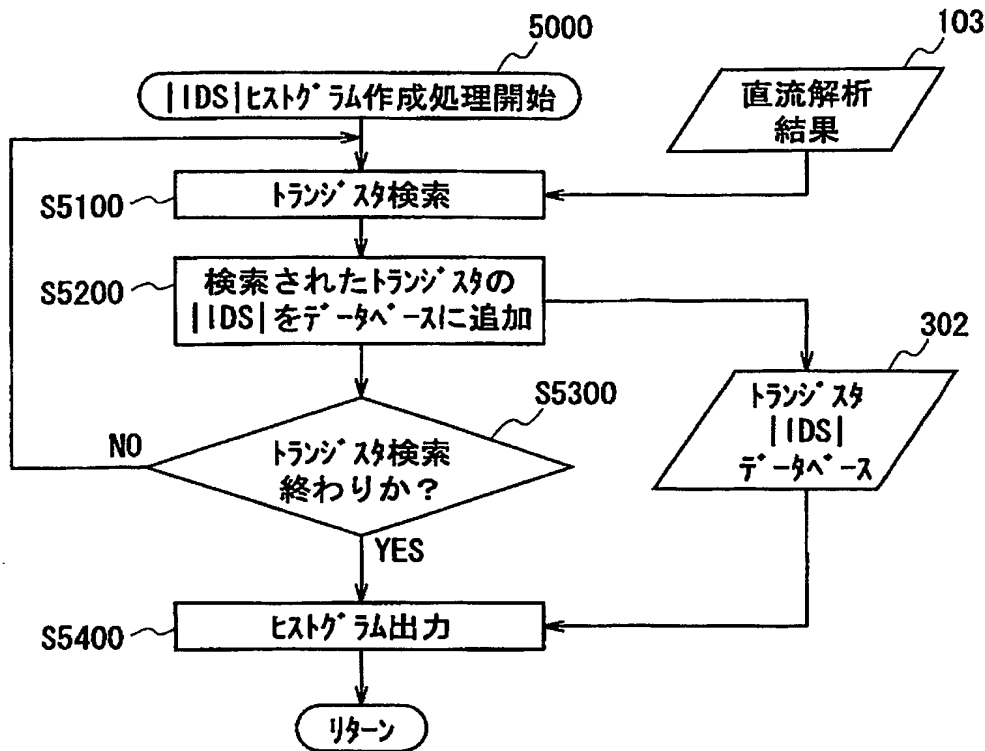 5000
|IDS|ﾋｽﾄｸﾞﾗﾑ作成処理開始
103
直流解析
結果
S5100
ﾄﾗﾝｼﾞｽﾀ検索
S5200
検索されたﾄﾗﾝｼﾞｽﾀの
|IDS|をﾃﾞｰﾀﾍﾞｰｽに追加
302
ﾄﾗﾝｼﾞｽﾀ
|IDS|
ﾃﾞｰﾀﾍﾞｰｽ
S5300
NO
ﾄﾗﾝｼﾞｽﾀ検索
終わりか？
YES
S5400
ﾋｽﾄｸﾞﾗﾑ出力
ﾘﾀｰﾝ